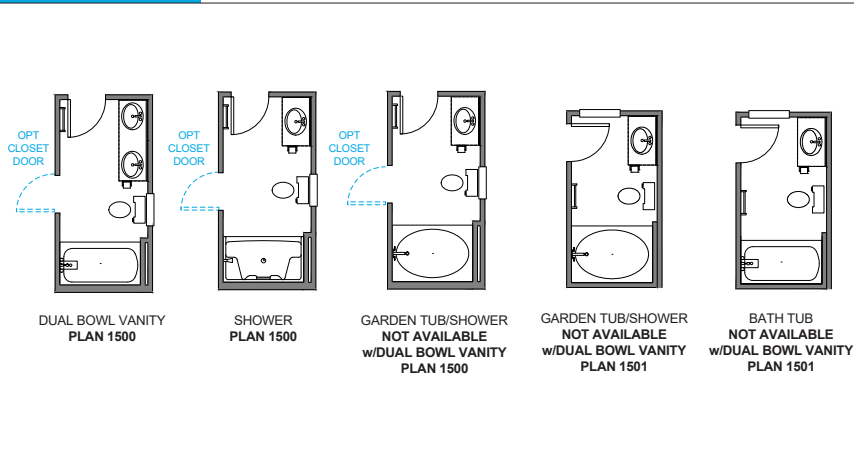 OPT
CLOSET
DOOR
OPT
CLOSET
DOOR
OPT
CLOSET
DOOR
DUAL BOWL VANITY
PLAN 1500
SHOWER
PLAN 1500
GARDEN TUB/SHOWER
NOT AVAILABLE
w/DUAL BOWL VANITY
PLAN 1500
GARDEN TUB/SHOWER
NOT AVAILABLE
w/DUAL BOWL VANITY
PLAN 1501
BATH TUB
NOT AVAILABLE
w/DUAL BOWL VANITY
PLAN 1501